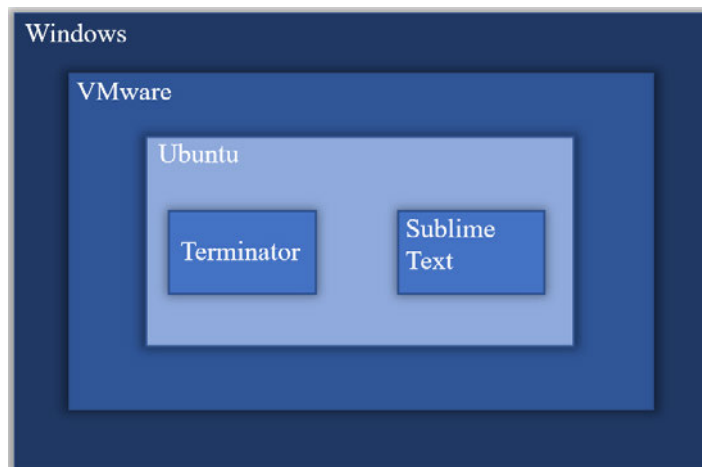 Windows
VMware
Ubuntu
Terminator
Sublime
Text